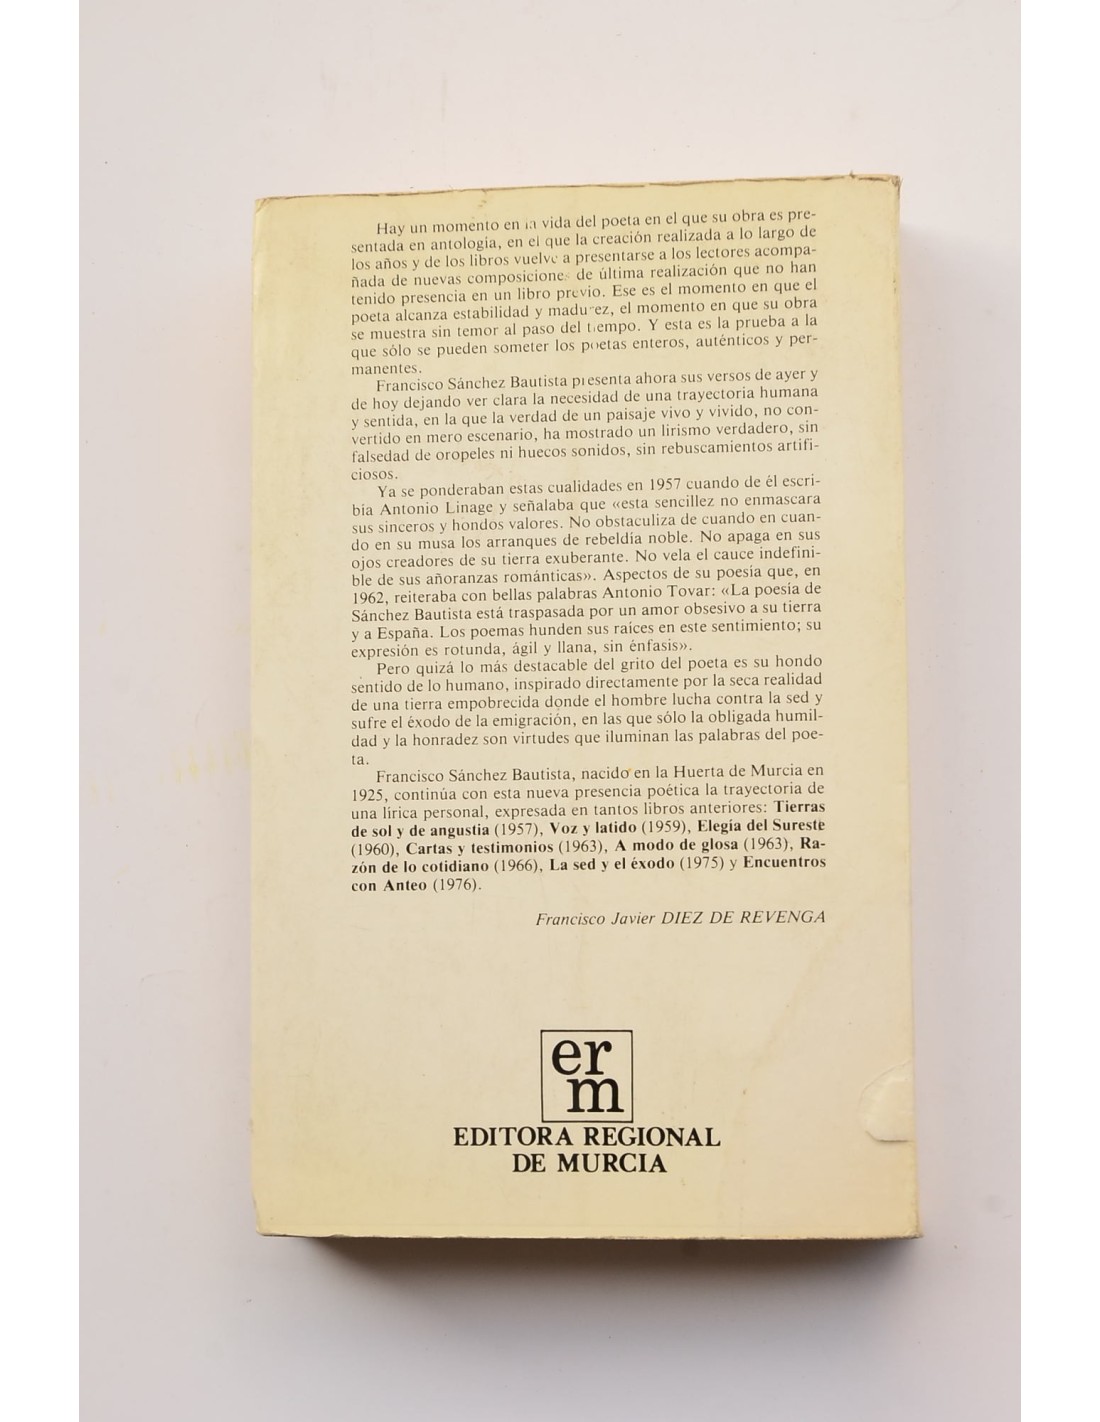 Hay un momento en la vida del poeta en el que su obra es pre-
sentada en antología, en el que la creación realizada a lo largo de
los años y de los libros vuelve a presentarse a los lectores acompa-
ñada de nuevas composiciones de última realización que no han
tenido presencia en un libro previo. Ese es el momento en que el
poeta alcanza estabilidad y madurez, el momento en que su obra
se muestra sin temor al paso del tiempo. Y esta es la prueba a la
que sólo se pueden someter los poetas enteros, auténticos y per-
manentes.
Francisco Sánchez Bautista presenta ahora sus versos de ayer y
de hoy dejando ver clara la necesidad de una trayectoria humana
y sentida, en la que la verdad de un paisaje vivo y vivido, no con-
vertido en mero escenario, ha mostrado un lirismo verdadero, sin
falsedad de oropeles ni huecos sonidos, sin rebuscamientos artifi-
ciosos.
Ya se ponderaban estas cualidades en 1957 cuando de él escri-
bía Antonio Linage y señalaba que «esta sencillez no enmascara
sus sinceros y hondos valores. No obstaculiza de cuando en cuan-
do en su musa los arranques de rebeldía noble. No apaga en sus
ojos creadores de su tierra exuberante. No vela el cauce indefini-
ble de sus añoranzas románticas». Aspectos de su poesía que, en
1962, reiteraba con bellas palabras Antonio Tovar: «La poesía de
Sánchez Bautista está traspasada por un amor obsesivo a su tierra
y a España. Los poemas hunden sus raíces en este sentimiento; su
expresión es rotunda, ágil y llana, sin énfasis».
Pero quizá lo más destacable del grito del poeta es su hondo
sentido de lo humano, inspirado directamente por la seca realidad
de una tierra empobrecida donde el hombre lucha contra la sed y
sufre el éxodo de la emigración, en las que sólo la obligada humil-
dad y la honradez son virtudes que iluminan las palabras del poe-
ta.
Francisco Sánchez Bautista, nacido en la Huerta de Murcia en
1925, continúa con esta nueva presencia poética la trayectoria de
una lírica personal, expresada en tantos libros anteriores: Tierras
de sol y de angustia (1957), Voz y latido (1959), Elegía del Sureste
(1960), Cartas y testimonios (1963), A modo de glosa (1963), Ra-
zón de lo cotidiano (1966), La sed y el éxodo (1975) y Encuentros
con Anteo (1976).
Francisco Javier DIEZ DE REVENGA
er
m
EDITORA REGIONAL
DE MURCIA